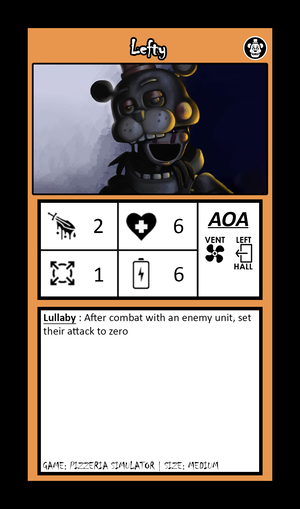 Lefty
2
6
AOA
VENT
LEFT
HALL
1
6
Lullaby : After combat with an enemy unit, set
their attack to zero
GAME: PIZZERIA SIMULATOR | SIZE: MEDIUM